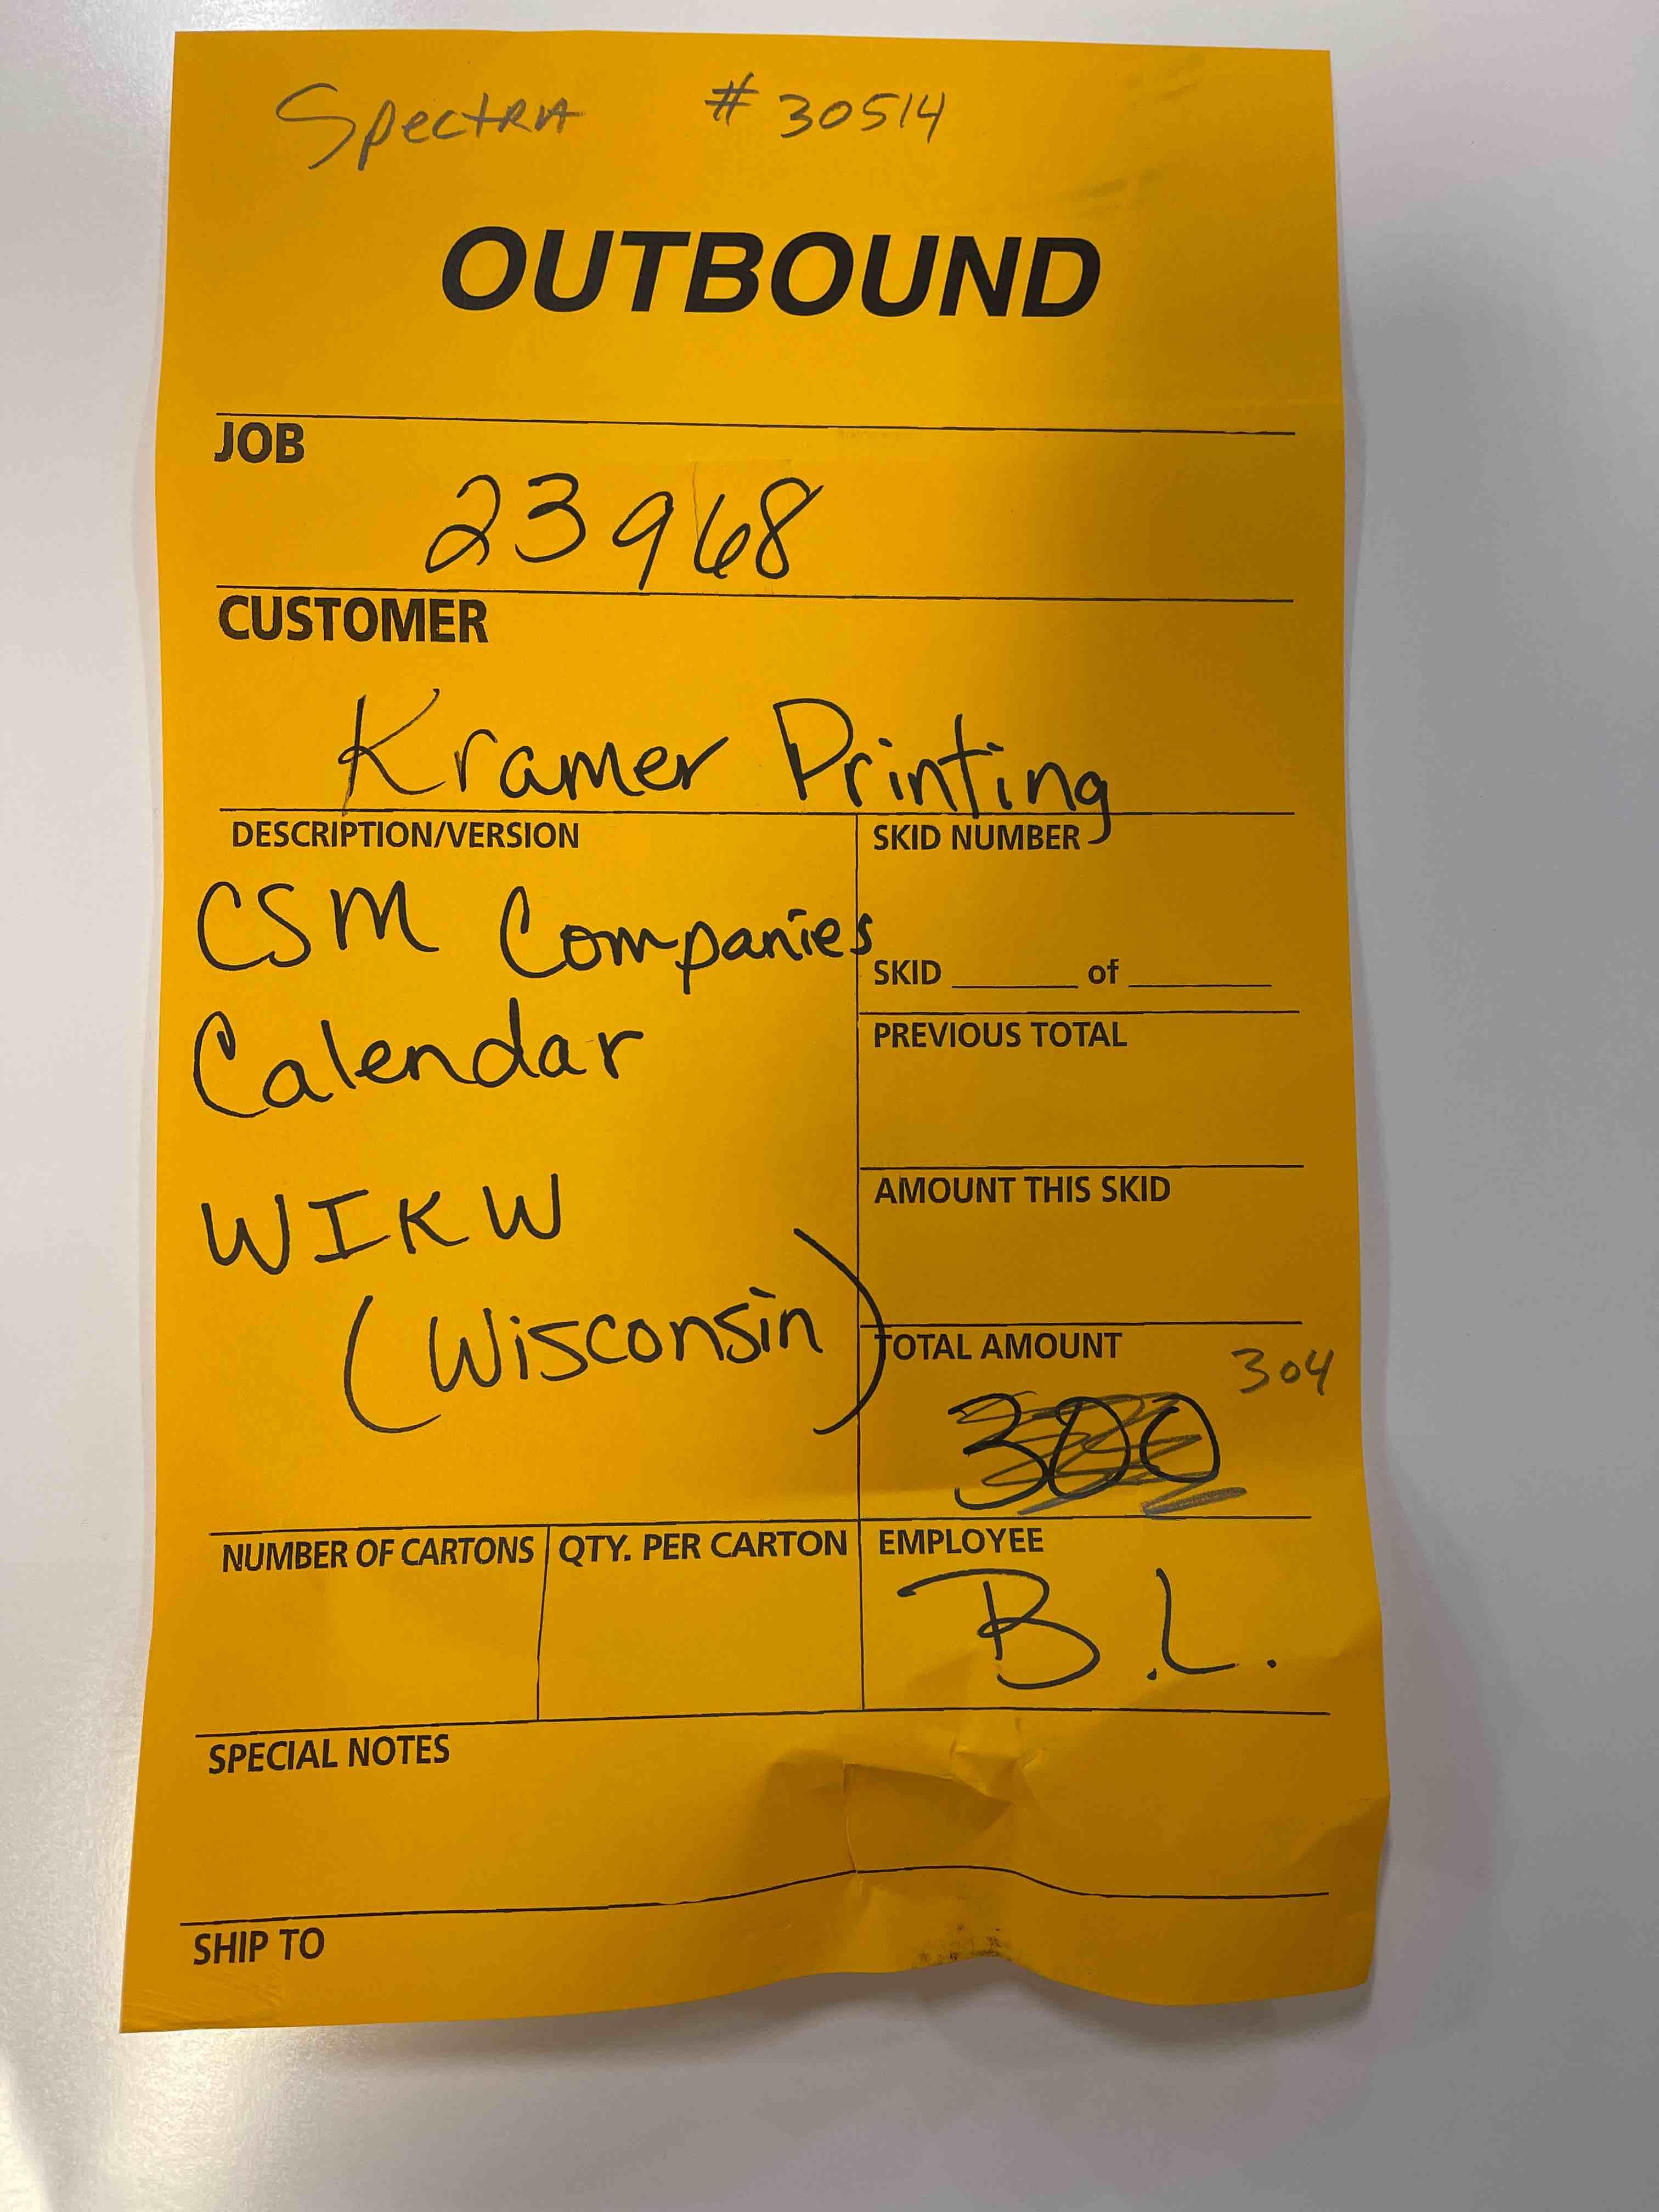 Spectra # 30514
OUTBOUND
JOB
23968
CUSTOMER
Kramer Printing
DESCRIPTION/VERSION
CSM Companies
Calendar
WIKW
(Wisconsin)
SKID NUMBER
SKID ______ of ______
PREVIOUS TOTAL
AMOUNT THIS SKID
TOTAL AMOUNT
304
300
NUMBER OF CARTONS
QTY. PER CARTON
EMPLOYEE
B.L.
SPECIAL NOTES
SHIP TO